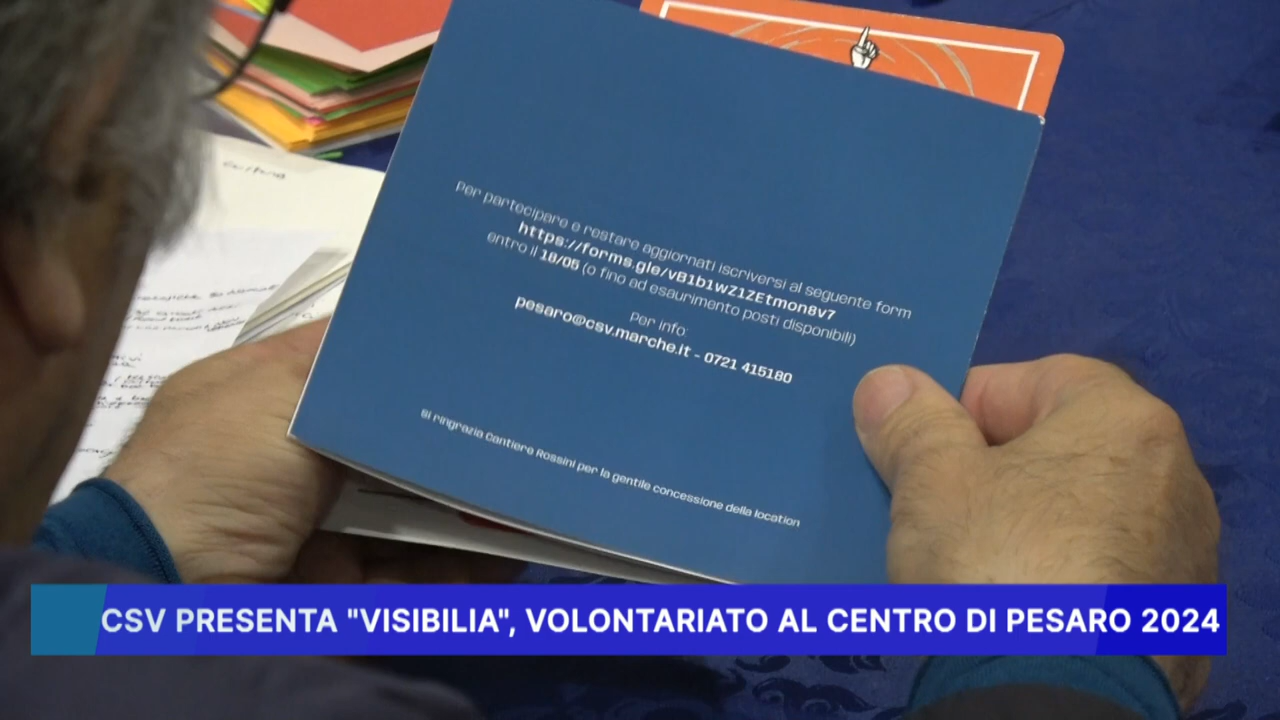 Per partecipare e restare aggiornati iscriversi al seguente form
https://forms.gle/vB1b1wZ1ZEtmon8v7
entro il 18/05 (o fino ad esaurimento posti disponibili)
Per info:
pesaro@csv.marche.it - 0721 415180
Si ringrazia Cantiere Rossini per la gentile concessione della location
CSV PRESENTA "VISIBILIA", VOLONTARIATO AL CENTRO DI PESARO 2024